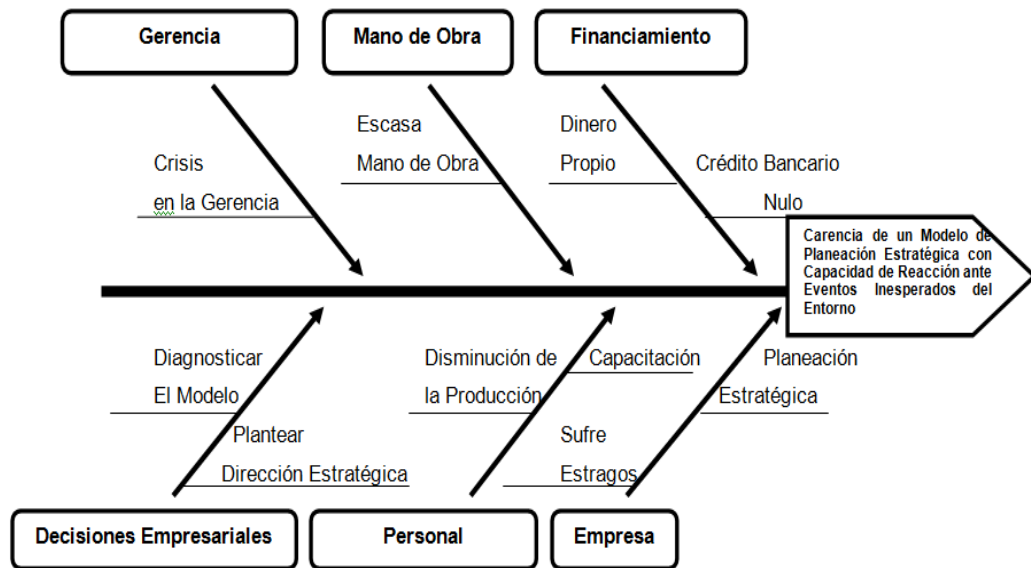 Gerencia
Mano de Obra
Financiamiento
Escasa
Mano de Obra
Dinero
Propio
Crisis
en la Gerencia
Crédito Bancario
Nulo
Carencia de un Modelo de
Planeación Estratégica con
Capacidad de Reacción ante
Eventos Inesperados del
Entorno
Diagnosticar
El Modelo
Plantear
Dirección Estratégica
Disminución de
la Producción
Capacitación
Sufre
Estragos
Planeación
Estratégica
Decisiones Empresariales
Personal
Empresa